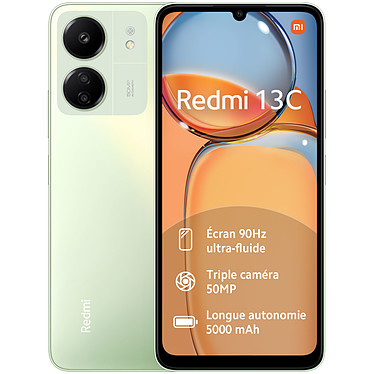 Redmi 13C
Écran 90Hz
ultra-fluide
Triple caméra
50MP
Longue autonomie
5000 mAh
Redmi